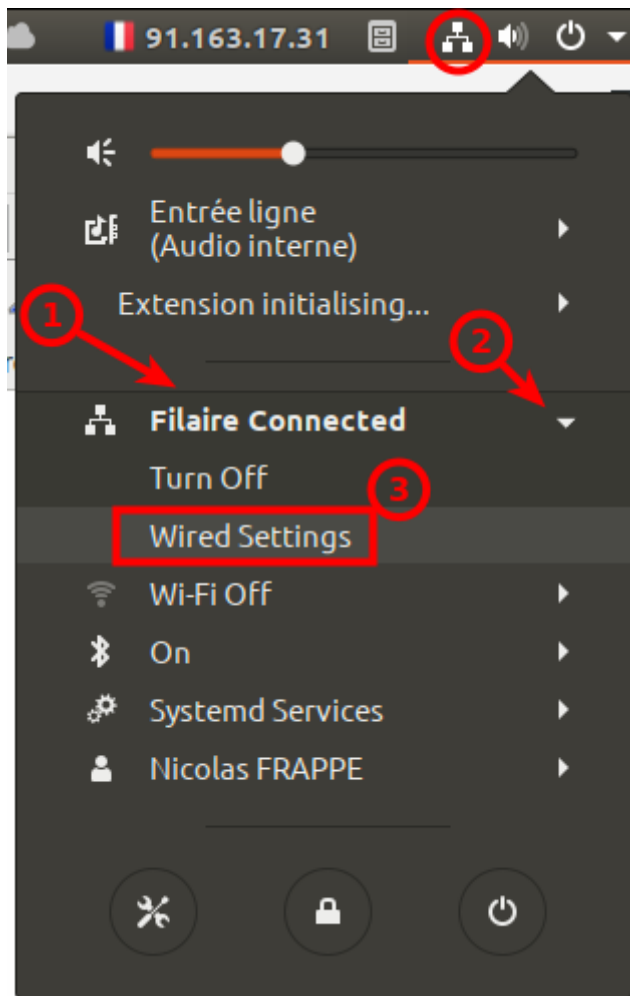 91.163.17.31
Entrée ligne
(Audio interne)
1
Extension initialising...
2
Filaire Connected
Turn Off
3
Wired Settings
Wi-Fi Off
On
Systemd Services
Nicolas FRAPPE